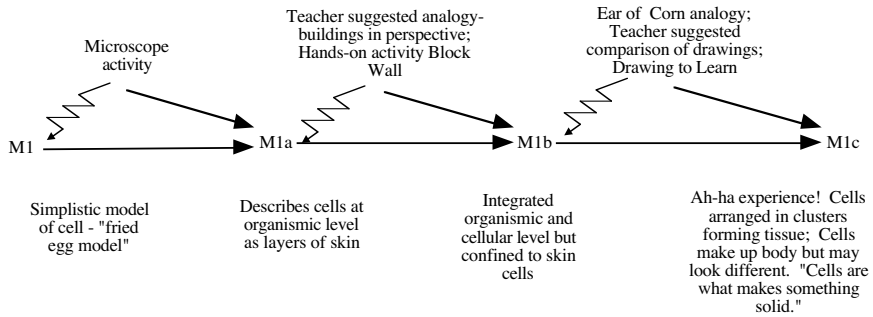 Microscope
activity
Teacher suggested analogy-
buildings in perspective;
Hands-on activity Block
Wall
Ear of Corn analogy;
Teacher suggested
comparison of drawings;
Drawing to Learn
M1
M1a
M1b
M1c
Simplistic model
of cell - "fried
egg model"
Describes cells at
organismic level
as layers of skin
Integrated
organismic and
cellular level but
confined to skin
cells
Ah-ha experience! Cells
arranged in clusters
forming tissue; Cells
make up body but may
look different. "Cells are
what makes something
solid."